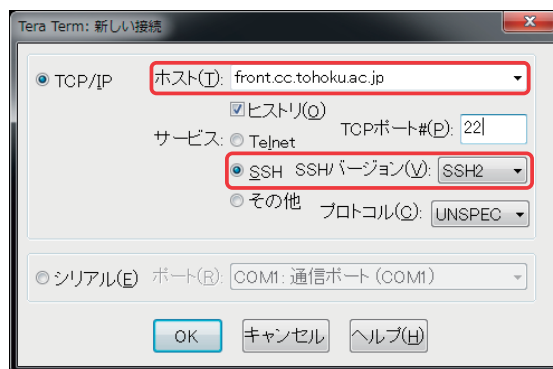 Tera Term: 新しい接続
TCP/IP
ホスト(T): front.cc.tohoku.ac.jp
ヒストリ(O)
サービス: Telnet
TCPポート#(P): 22
SSH SSHバージョン(V): SSH2
その他
プロトコル(C): UNSPEC
シリアル(E) ポート(R): COM1: 通信ポート (COM1)
OK キャンセル ヘルプ(H)